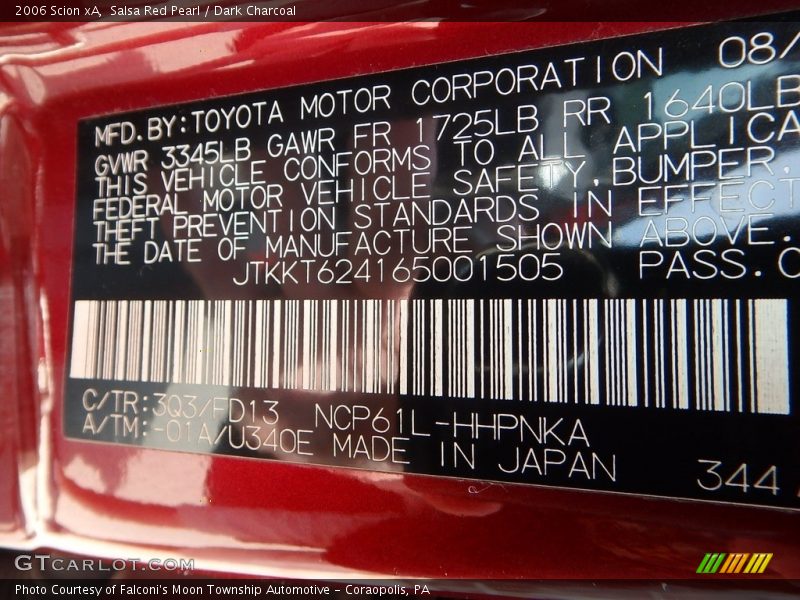 2006 Scion xA, Salsa Red Pearl / Dark Charcoal
MFD. BY: TOYOTA MOTOR CORPORATION 08/
GVWR 3345LB GAWR FR 1725LB RR 1640LB
THIS VEHICLE CONFORMS TO ALL APPLICA
FEDERAL MOTOR VEHICLE SAFETY, BUMPER,
THEFT PREVENTION STANDARDS IN EFFECT
THE DATE OF MANUFACTURE SHOWN ABOVE.
JTKKT624165001505 PASS. C
C/TR: 3Q3/FD13 NCP61L-HHPNKA
A/TM: -01A/U340E MADE IN JAPAN 344
GTCARLOT.COM
Photo Courtesy of Falconi's Moon Township Automotive - Coraopolis, PA